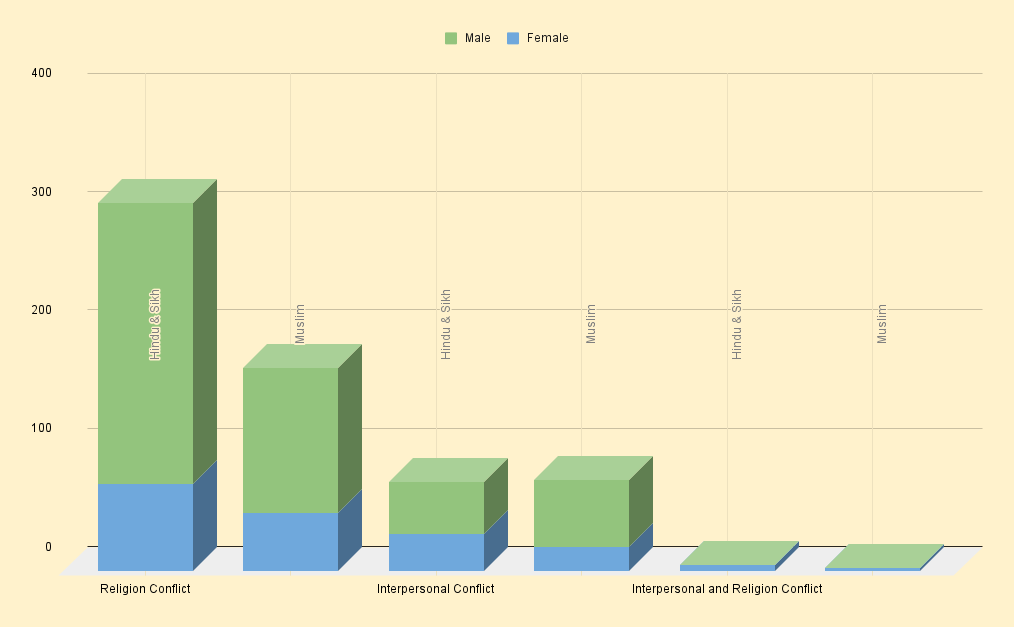 Male Female
400
300
200
100
0
Hindu & Sikh
Muslim
Hindu & Sikh
Muslim
Hindu & Sikh
Muslim
Religion Conflict
Interpersonal Conflict
Interpersonal and Religion Conflict